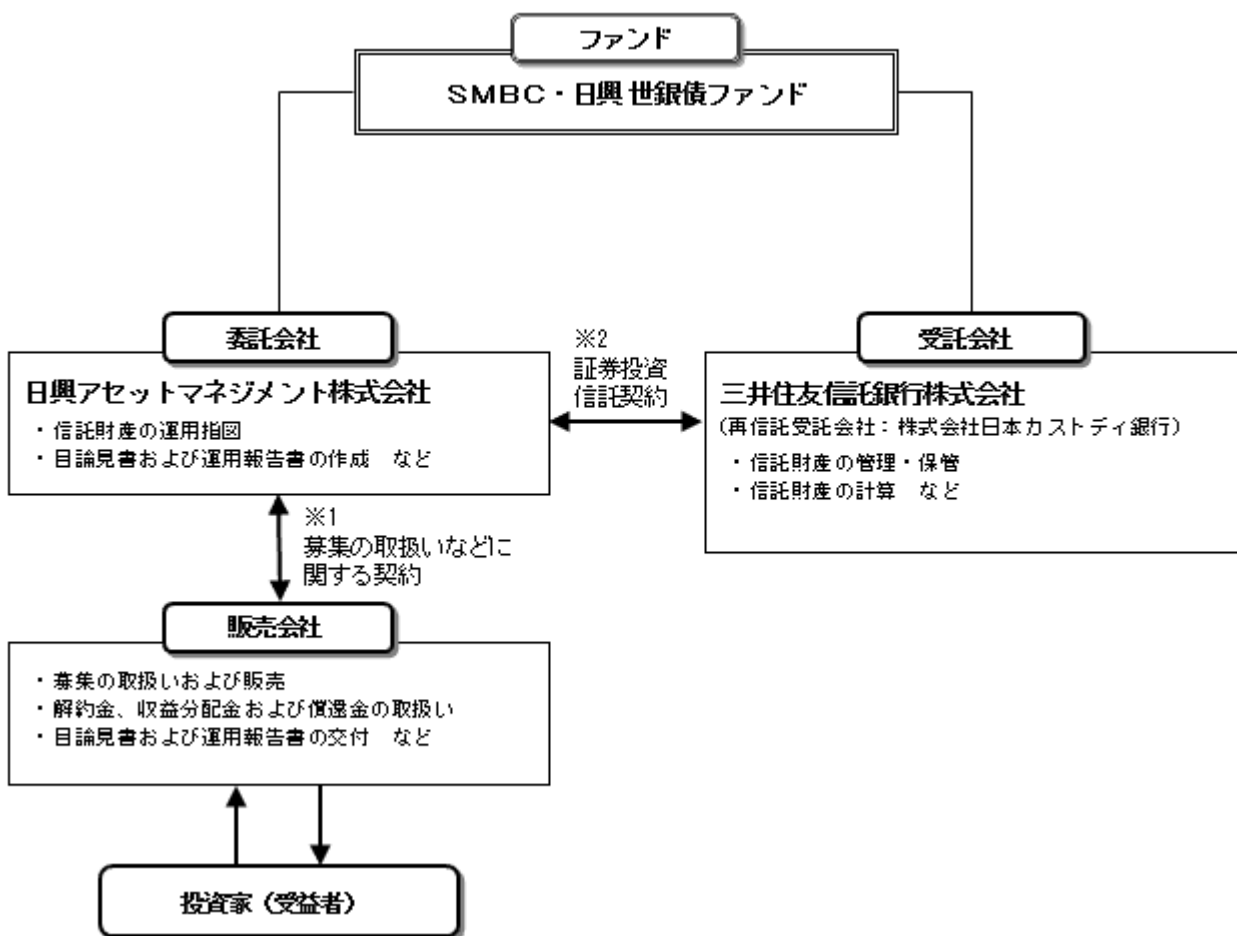 ファンド
SMBC・日興世銀債ファンド
委託会社
日興アセットマネジメント株式会社
・信託財産の運用指図
・目論見書および運用報告書の作成　など
※2
証券投資
信託契約
受託会社
三井住友信託銀行株式会社
(再信託受託会社：株式会社日本カストディ銀行)
・信託財産の管理・保管
・信託財産の計算　など
※1
募集の取扱いなどに
関する契約
販売会社
・募集の取扱いおよび販売
・解約金、収益分配金および償還金の取扱い
・目論見書および運用報告書の交付　など
投資家（受益者）